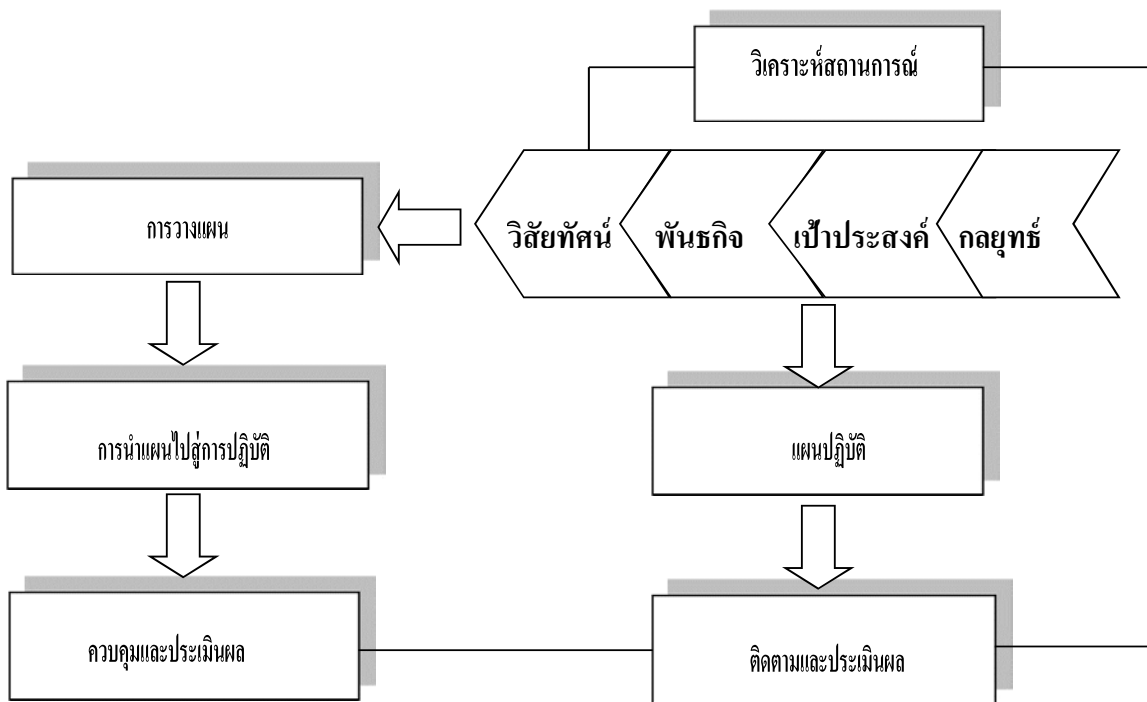 วิเคราะห์สถานการณ์
การวางแผน
วิสัยทัศน์ พันธกิจ เป้าประสงค์ กลยุทธ์
การนำแผนไปสู่การปฏิบัติ
แผนปฏิบัติ
ควบคุมและประเมินผล
ติดตามและประเมินผล